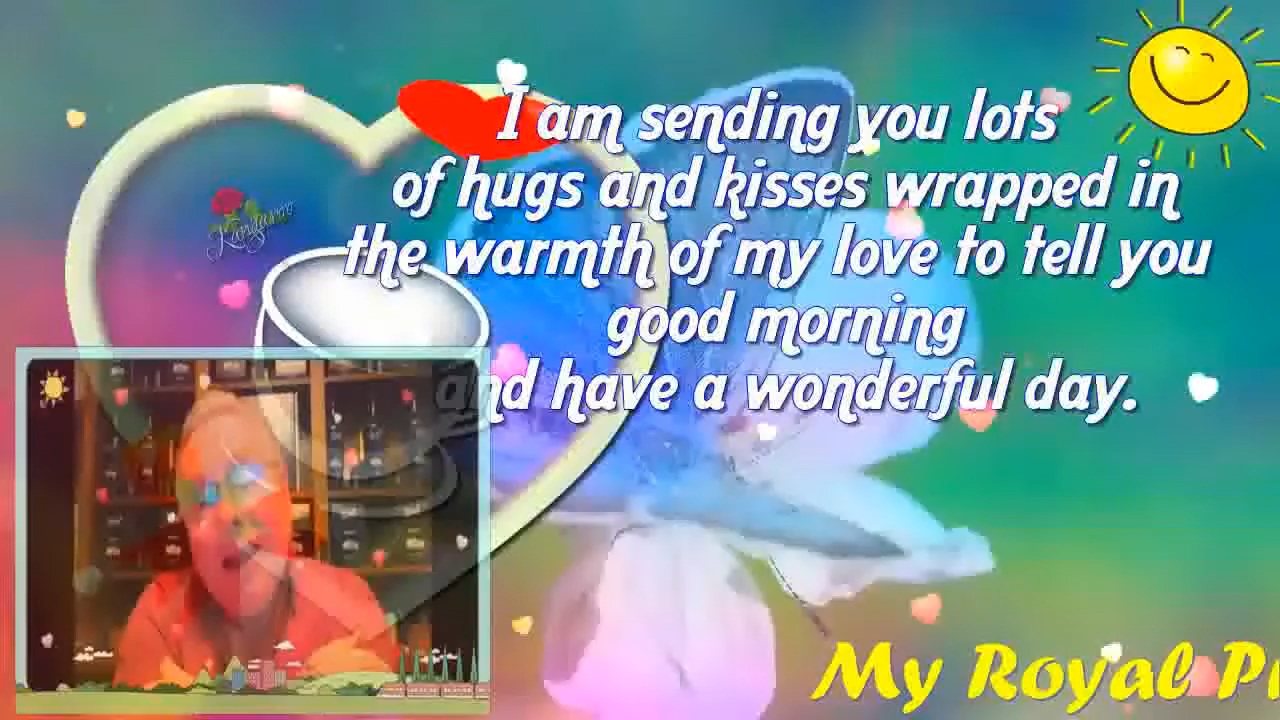 I am sending you lots
of hugs and kisses wrapped in
the warmth of my love to tell you
good morning
and have a wonderful day.
My Royal